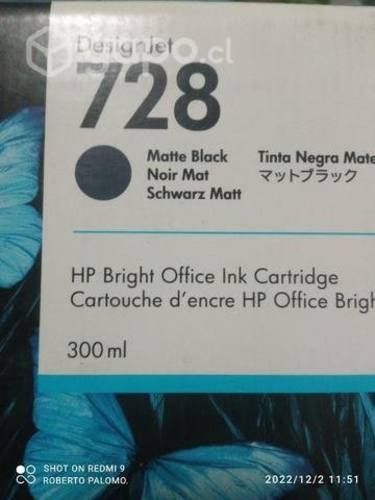 DesignJet
yapo.cl
728
Matte Black
Noir Mat
Schwarz Matt
Tinta Negra Mate
マットブラック
HP Bright Office Ink Cartridge
Cartouche d'encre HP Office Brigh
300 ml
SHOT ON REDMI 9
ROBERTO PALOMO.
2022/12/2 11:51